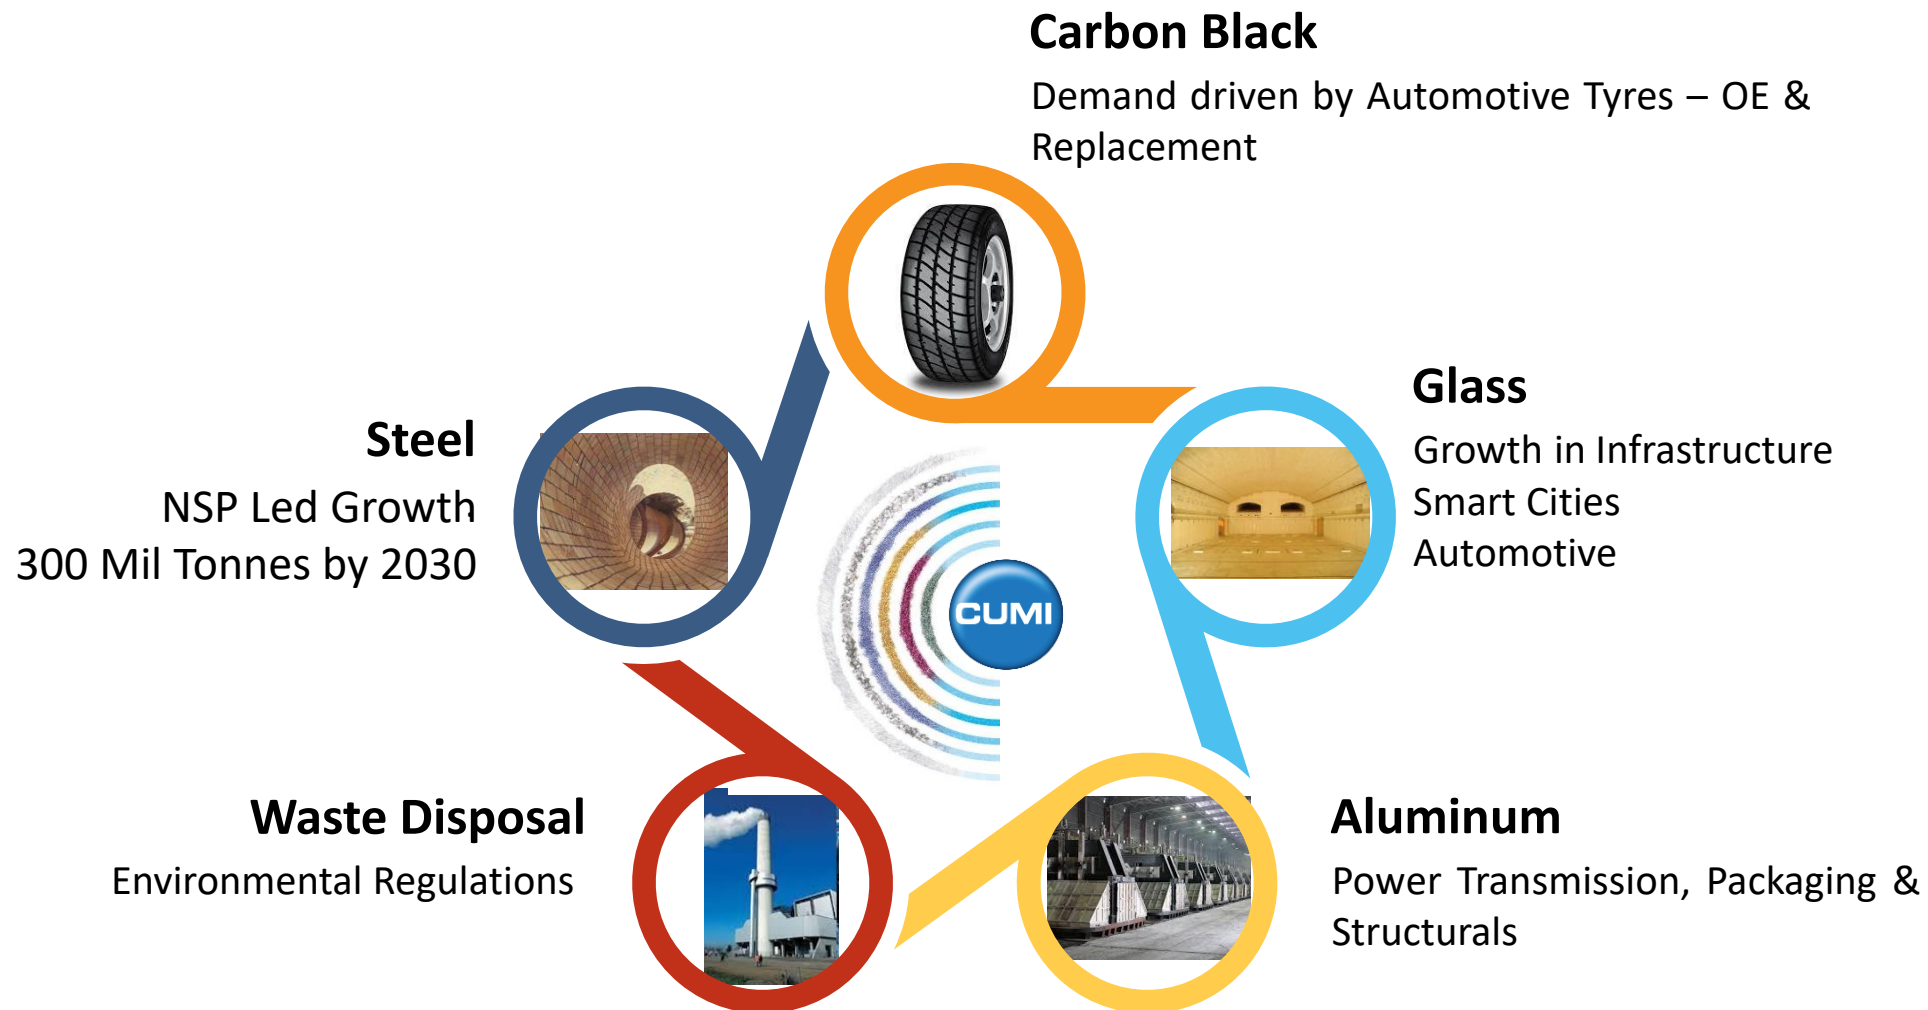 Carbon Black
Demand driven by Automotive Tyres – OE &
Replacement
Glass
Growth in Infrastructure
Smart Cities
Automotive
Steel
NSP Led Growth
300 Mil Tonnes by 2030
CUMI
Waste Disposal
Environmental Regulations
Aluminum
Power Transmission, Packaging &
Structurals